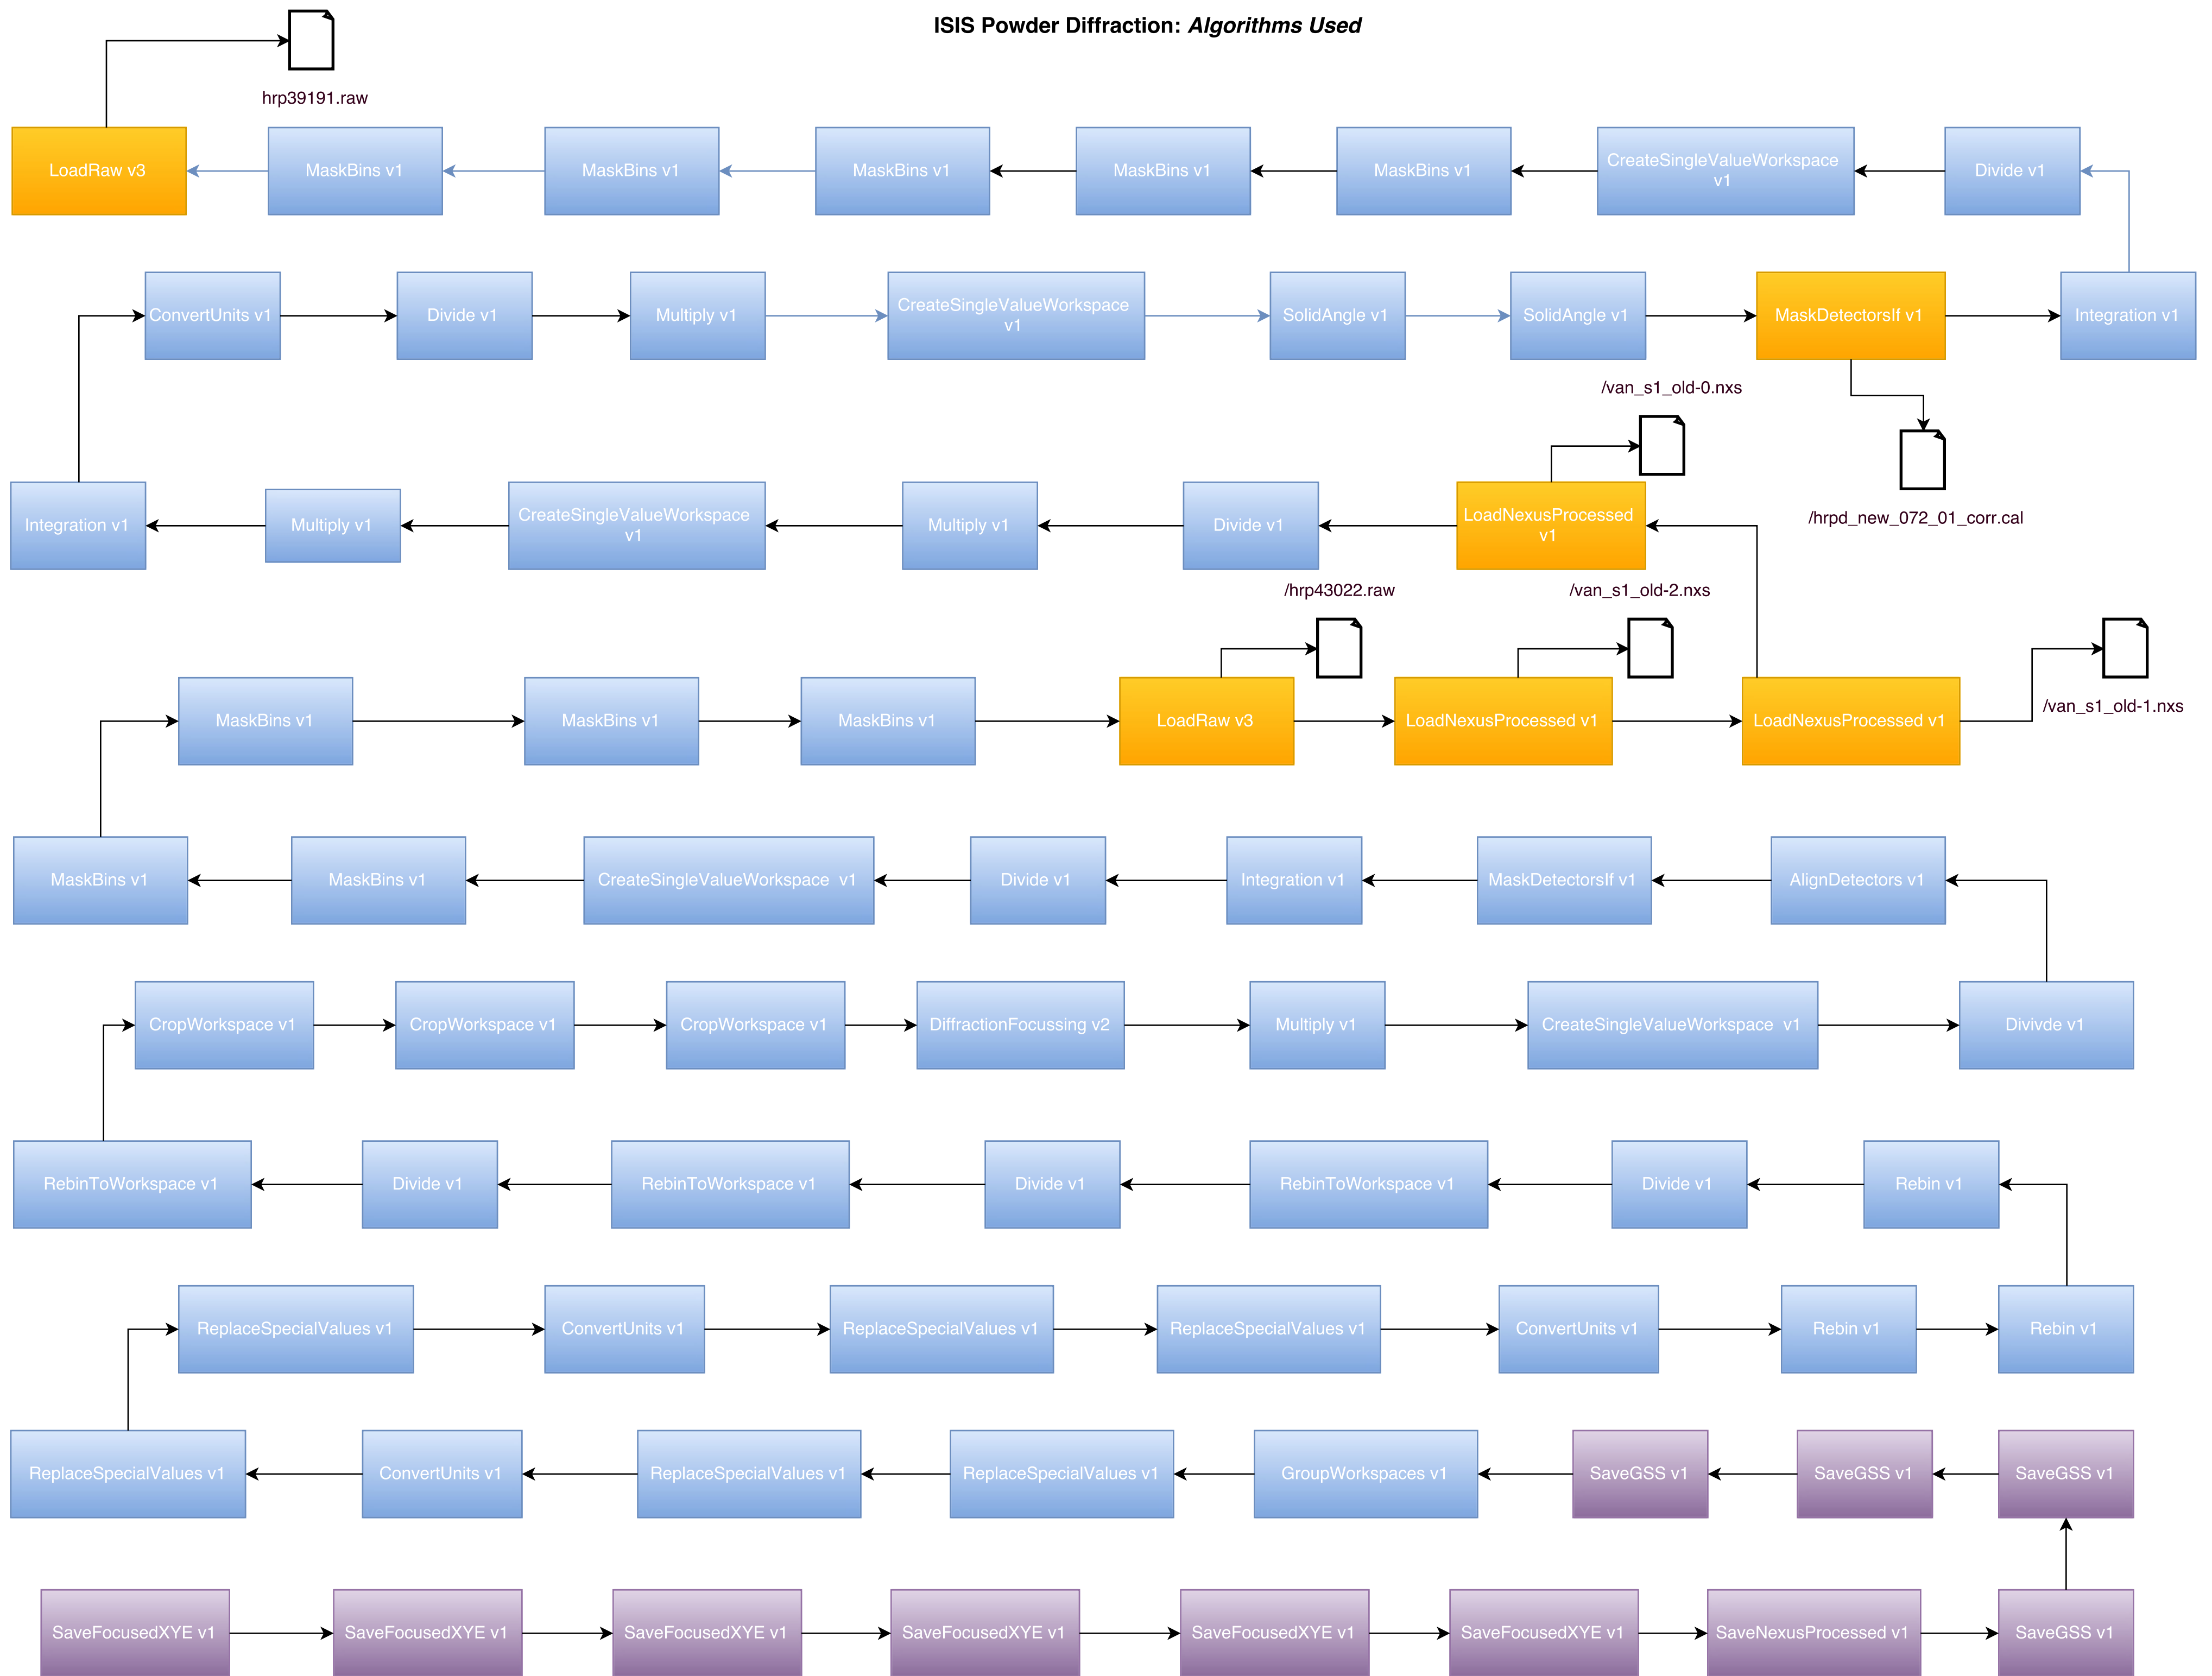 ISIS Powder Diffraction: Algorithms Used
hrp39191.raw
LoadRaw v3
MaskBins v1
MaskBins v1
MaskBins v1
MaskBins v1
MaskBins v1
CreateSingleValueWorkspace
v1
Divide v1
ConvertUnits v1
Divide v1
Multiply v1
CreateSingleValueWorkspace
v1
SolidAngle v1
SolidAngle v1
MaskDetectorsIf v1
Integration v1
/van_s1_old-0.nxs
/hrpd_new_072_01_corr.cal
Integration v1
Multiply v1
CreateSingleValueWorkspace
v1
Multiply v1
Divide v1
LoadNexusProcessed
v1
/hrp43022.raw
/van_s1_old-2.nxs
/van_s1_old-1.nxs
MaskBins v1
MaskBins v1
MaskBins v1
LoadRaw v3
LoadNexusProcessed v1
LoadNexusProcessed v1
MaskBins v1
MaskBins v1
CreateSingleValueWorkspace v1
Divide v1
Integration v1
MaskDetectorsIf v1
AlignDetectors v1
CropWorkspace v1
CropWorkspace v1
CropWorkspace v1
DiffractionFocussing v2
Multiply v1
CreateSingleValueWorkspace v1
Divivde v1
RebinToWorkspace v1
Divide v1
RebinToWorkspace v1
Divide v1
RebinToWorkspace v1
Divide v1
Rebin v1
ReplaceSpecialValues v1
ConvertUnits v1
ReplaceSpecialValues v1
ReplaceSpecialValues v1
ConvertUnits v1
Rebin v1
Rebin v1
ReplaceSpecialValues v1
ConvertUnits v1
ReplaceSpecialValues v1
ReplaceSpecialValues v1
GroupWorkspaces v1
SaveGSS v1
SaveGSS v1
SaveGSS v1
SaveFocusedXYE v1
SaveFocusedXYE v1
SaveFocusedXYE v1
SaveFocusedXYE v1
SaveFocusedXYE v1
SaveFocusedXYE v1
SaveNexusProcessed v1
SaveGSS v1